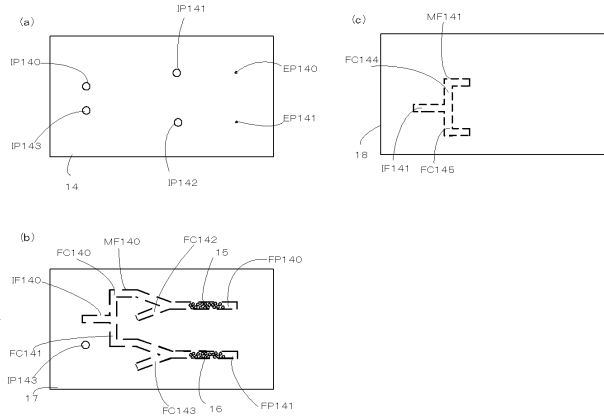 (a)
IP141
IP140
EP140
IP143
EP141
14
IP142
(c)
MF141
FC144
18
IF141
FC145
(b)
FC142
MF140
15
FC140
FP140
IF140
FC141
IP143
17
FC143
16
FP141